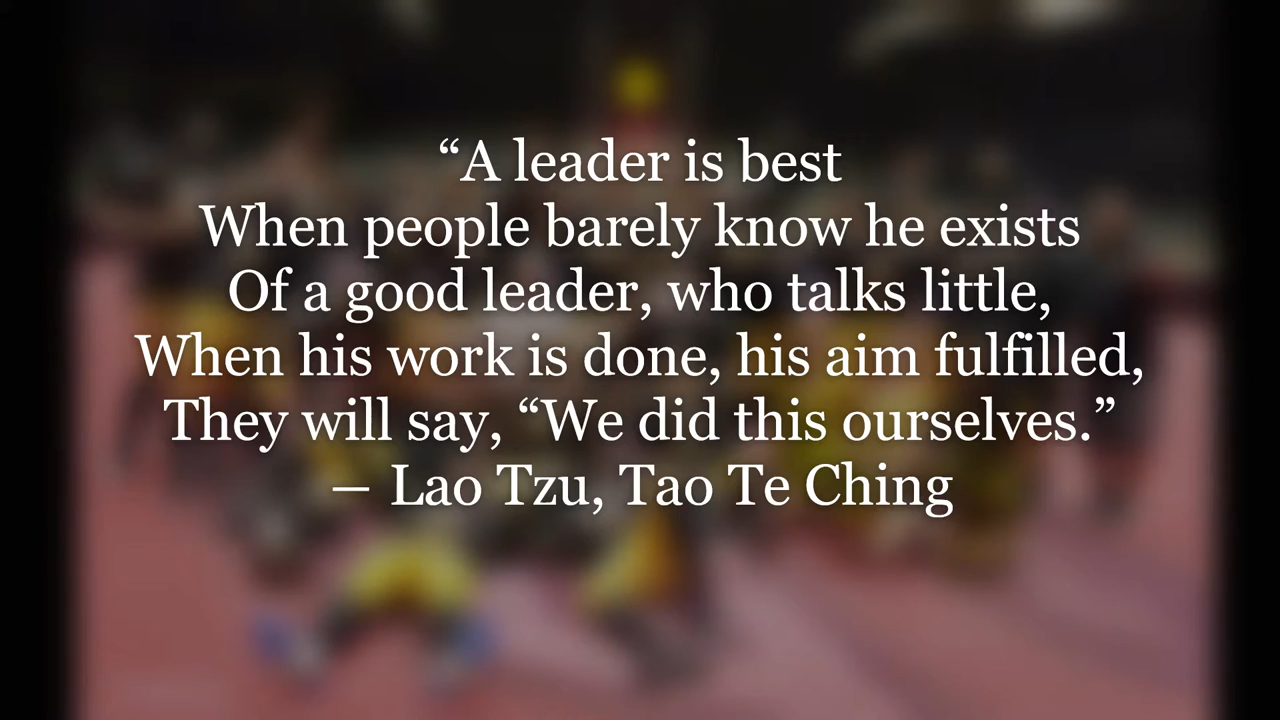 “A leader is best
When people barely know he exists
Of a good leader, who talks little,
When his work is done, his aim fulfilled,
They will say, “We did this ourselves.”
— Lao Tzu, Tao Te Ching